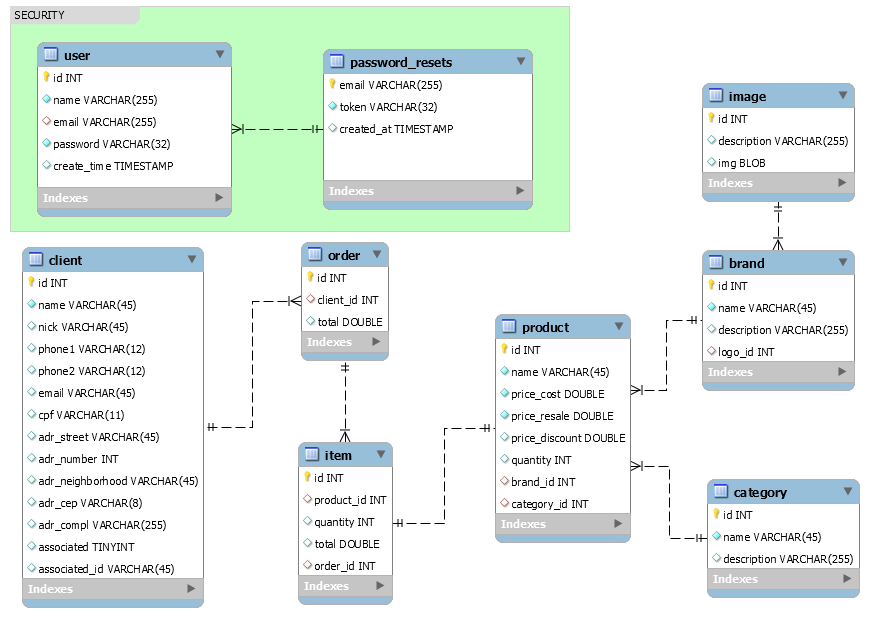 SECURITY
user
id INT
name VARCHAR(255)
email VARCHAR(255)
password VARCHAR(32)
create_time TIMESTAMP
Indexes
password_resets
email VARCHAR(255)
token VARCHAR(32)
created_at TIMESTAMP
Indexes
image
id INT
description VARCHAR(255)
img BLOB
Indexes
client
id INT
name VARCHAR(45)
nick VARCHAR(45)
phone1 VARCHAR(12)
phone2 VARCHAR(12)
email VARCHAR(45)
cpf VARCHAR(11)
adr_street VARCHAR(45)
adr_number INT
adr_neighborhood VARCHAR(45)
adr_cep VARCHAR(8)
adr_compl VARCHAR(255)
associated TINYINT
associated_id VARCHAR(45)
Indexes
order
id INT
client_id INT
total DOUBLE
Indexes
item
id INT
product_id INT
quantity INT
total DOUBLE
order_id INT
Indexes
product
id INT
name VARCHAR(45)
price_cost DOUBLE
price_resale DOUBLE
price_discount DOUBLE
quantity INT
brand_id INT
category_id INT
Indexes
brand
id INT
name VARCHAR(45)
description VARCHAR(255)
logo_id INT
Indexes
category
id INT
name VARCHAR(45)
description VARCHAR(255)
Indexes